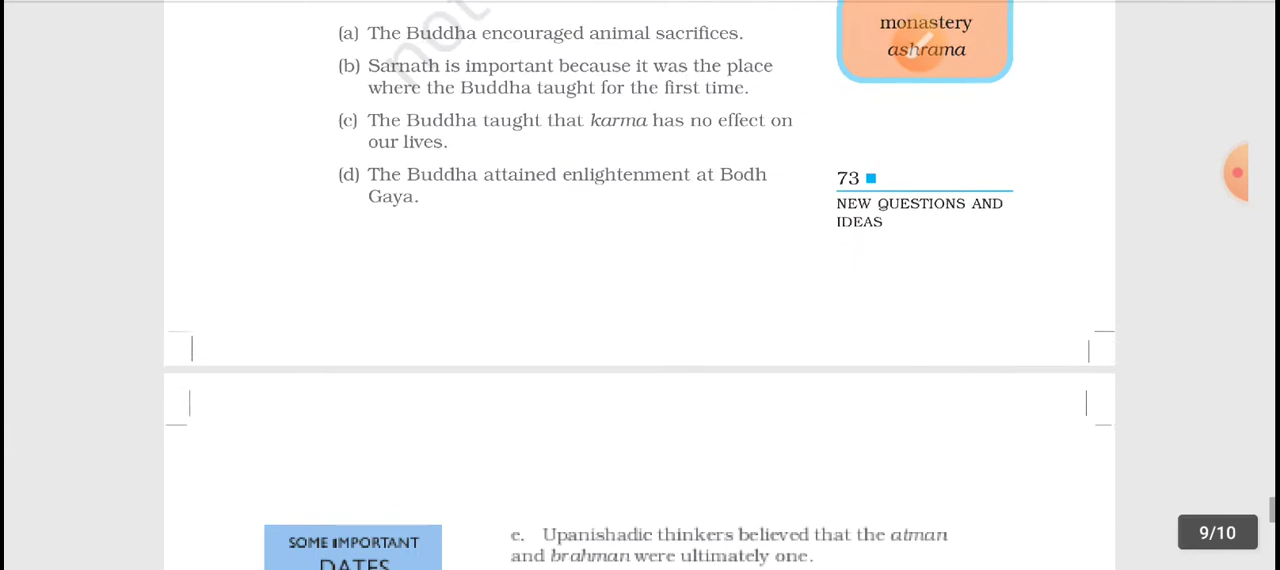 not
(a) The Buddha encouraged animal sacrifices.
(b) Sarnath is important because it was the place
where the Buddha taught for the first time.
(c) The Buddha taught that karma has no effect on
our lives.
(d) The Buddha attained enlightenment at Bodh
Gaya.
monastery
ashrama
73
NEW QUESTIONS AND
IDEAS
SOME IMPORTANT
DATES
e. Upanishadic thinkers believed that the atman
and brahman were ultimately one.
9/10